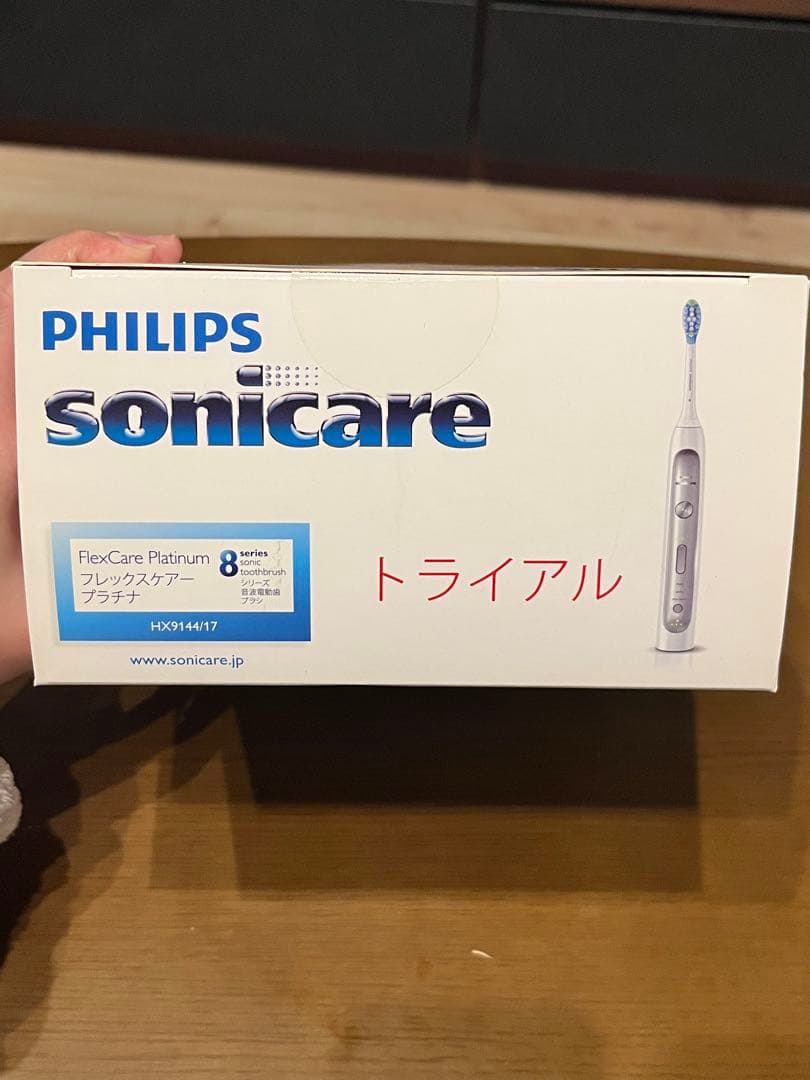 PHILIPS
sonicare
FlexCare Platinum
フレックスケアー
プラチナ
8 series
sonic
toothbrush
シリーズ
音波電動歯
ブラシ
HX9144/17
www.sonicare.jp
トライアル